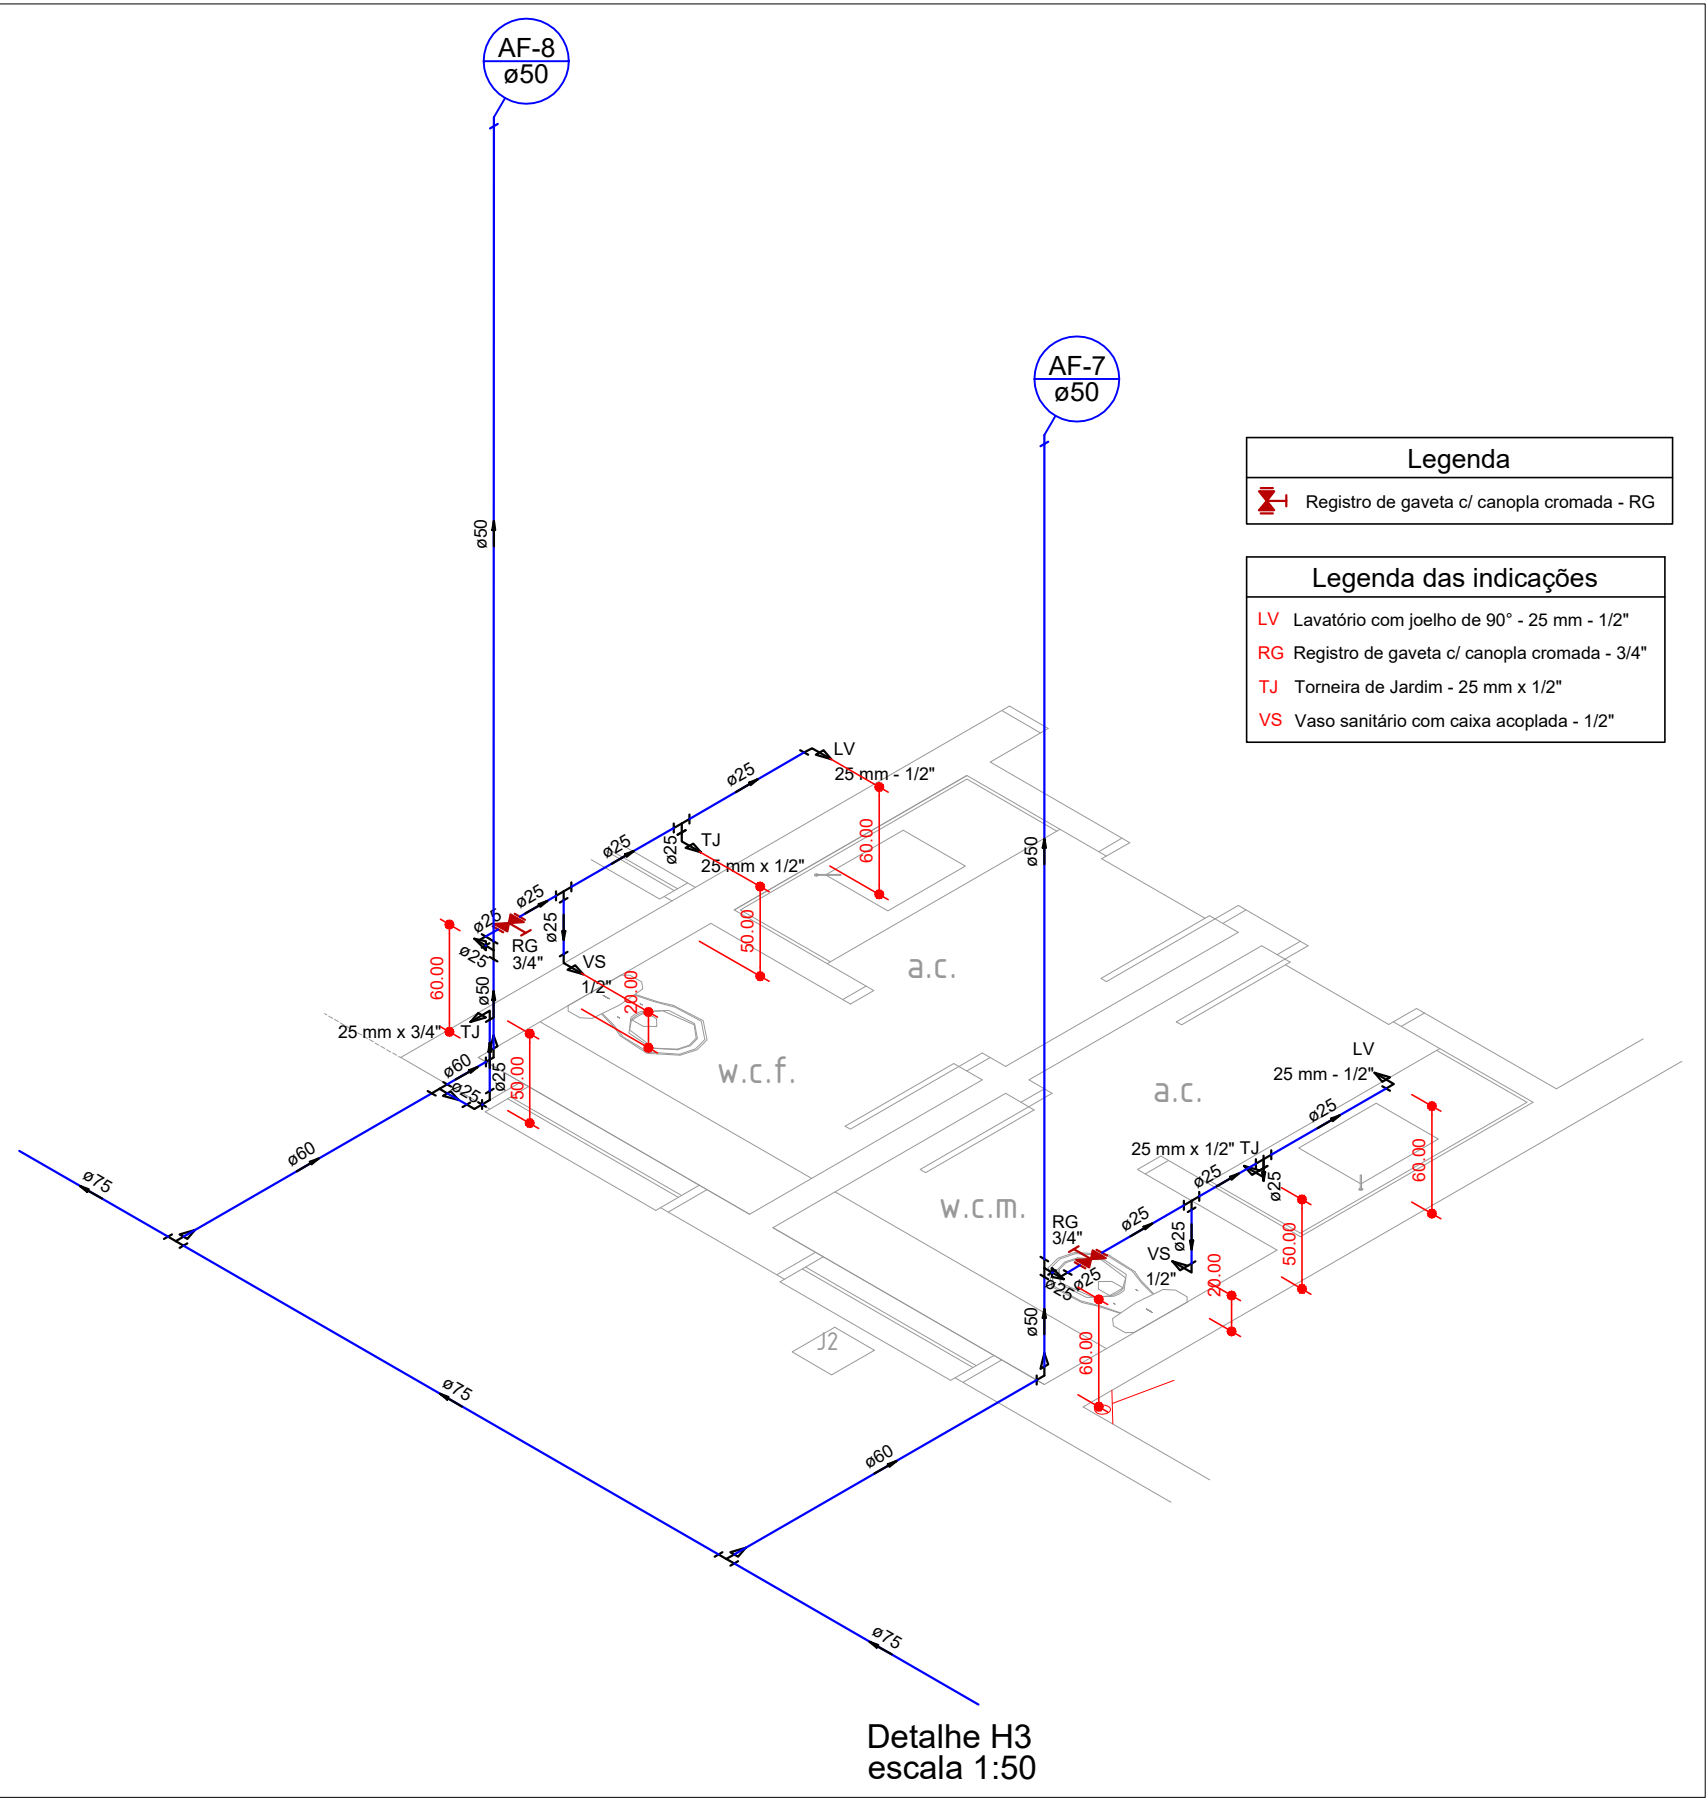 AF-8
ø50
AF-7
ø50
Legenda
Registro de gaveta c/ canopla cromada - RG
Legenda das indicações
LV Lavatório com joelho de 90° - 25 mm - 1/2"
RG Registro de gaveta c/ canopla cromada - 3/4"
TJ Torneira de Jardim - 25 mm x 1/2"
VS Vaso sanitário com caixa acoplada - 1/2"
ø50
LV
25 mm - 1/2"
ø25
60.00
TJ
25 mm x 1/2"
ø25
ø25
50.00
ø25
ø25
ø25
RG
3/4"
ø25
VS
1/2"
20.00
60.00
ø50
25 mm x 3/4" TJ
ø60
ø25
ø25
50.00
ø60
ø75
a.c.
w.c.f.
ø50
a.c.
w.c.m.
LV
25 mm - 1/2"
ø25
60.00
25 mm x 1/2" TJ
ø25
ø25
50.00
RG
3/4"
ø25
ø25
VS
1/2"
20.00
ø25
ø25
ø50
60.00
J2
ø75
ø60
ø75
Detalhe H3
escala 1:50